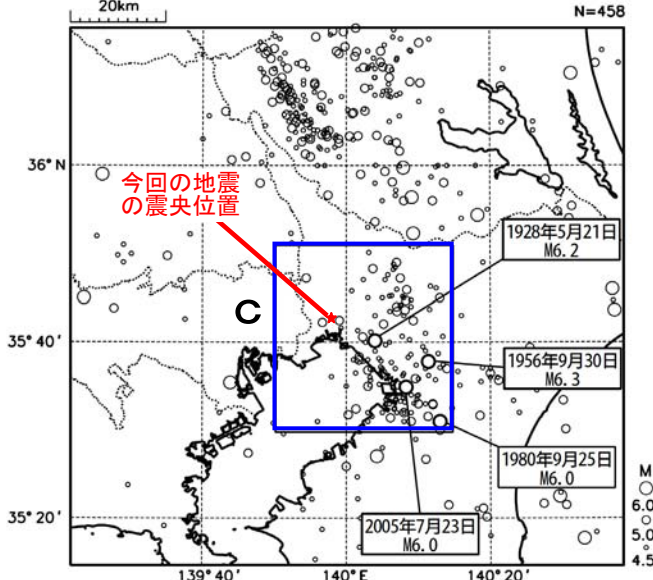 20km
N=458
36°N
今回の地震
の震央位置
1928年5月21日
M6.2
C
35°40′
1956年9月30日
M6.3
1980年9月25日
M6.0
M
6.0
5.0
4.5
35°20′
2005年7月23日
M6.0
139°40′
140°E
140°20′